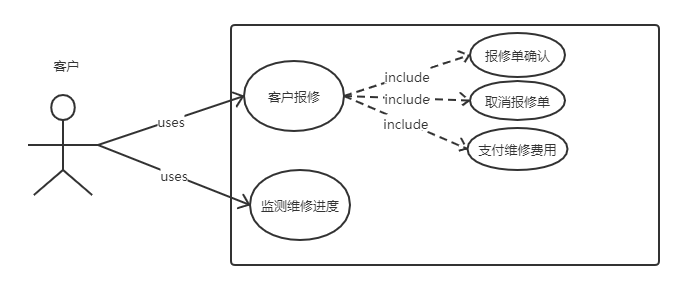 客户
uses
uses
客户报修
监测维修进度
include
include
include
报修单确认
取消报修单
支付维修费用